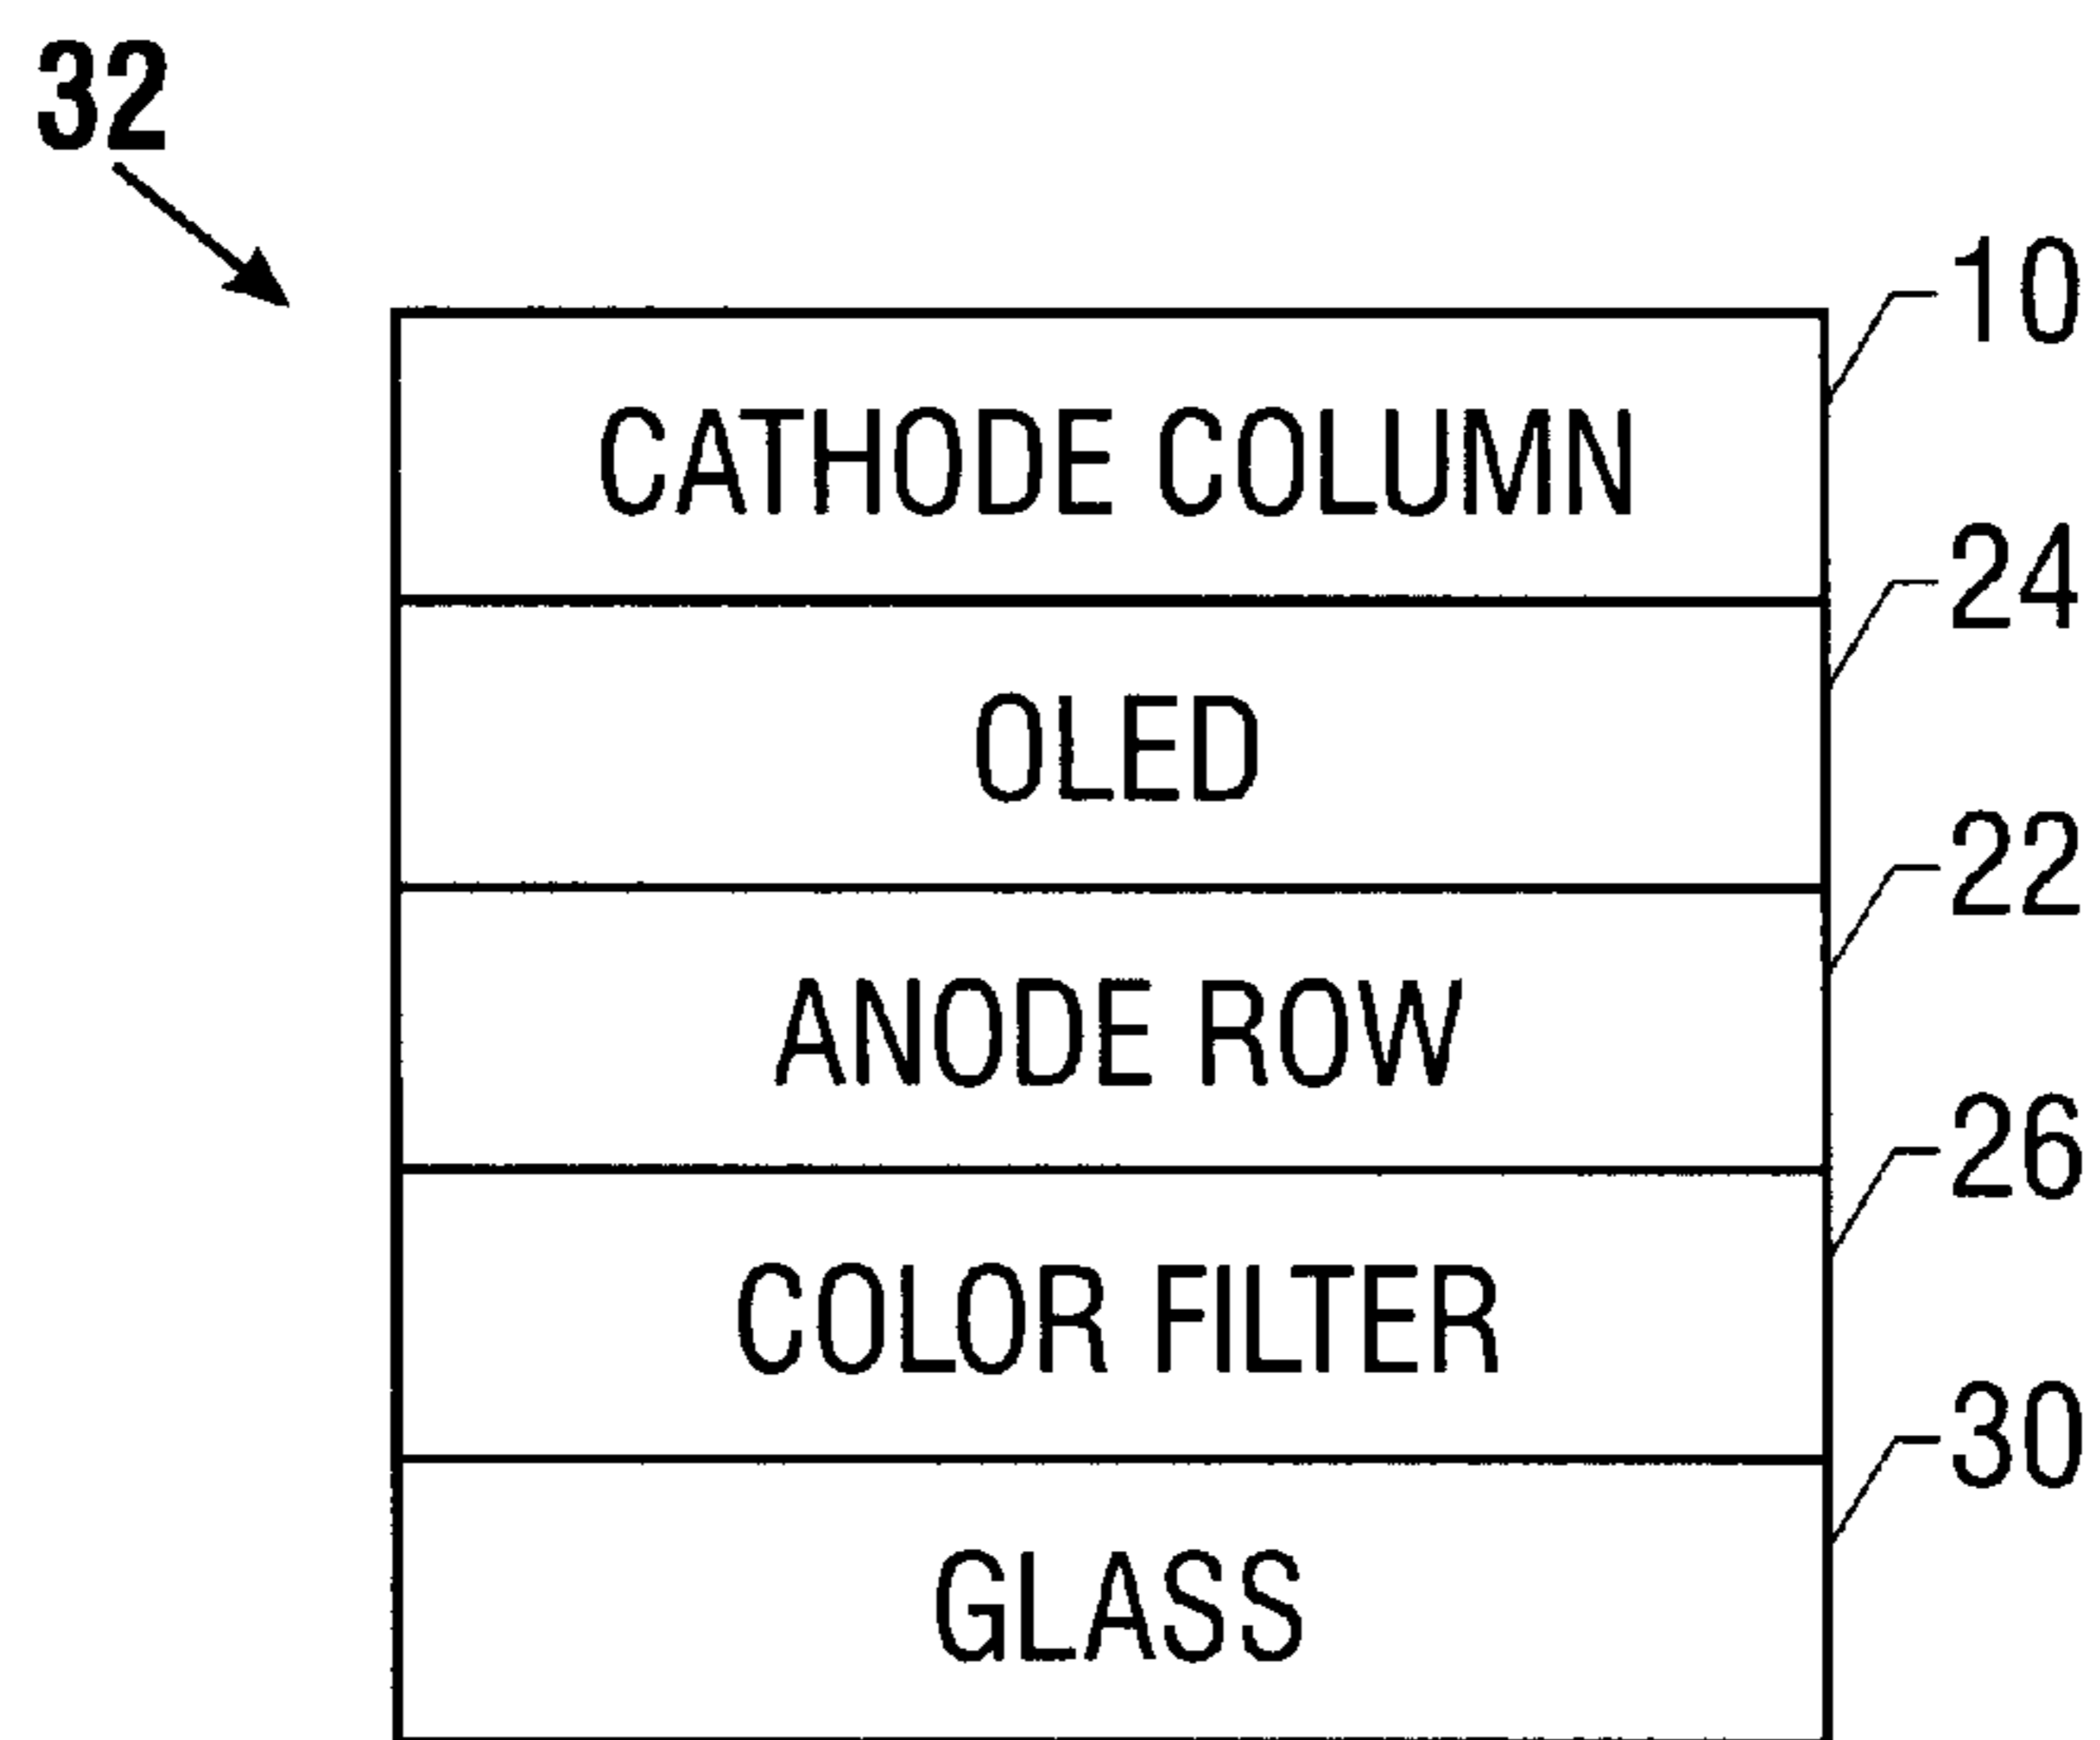 32
10
CATHODE COLUMN
24
OLED
22
ANODE ROW
26
COLOR FILTER
30
GLASS